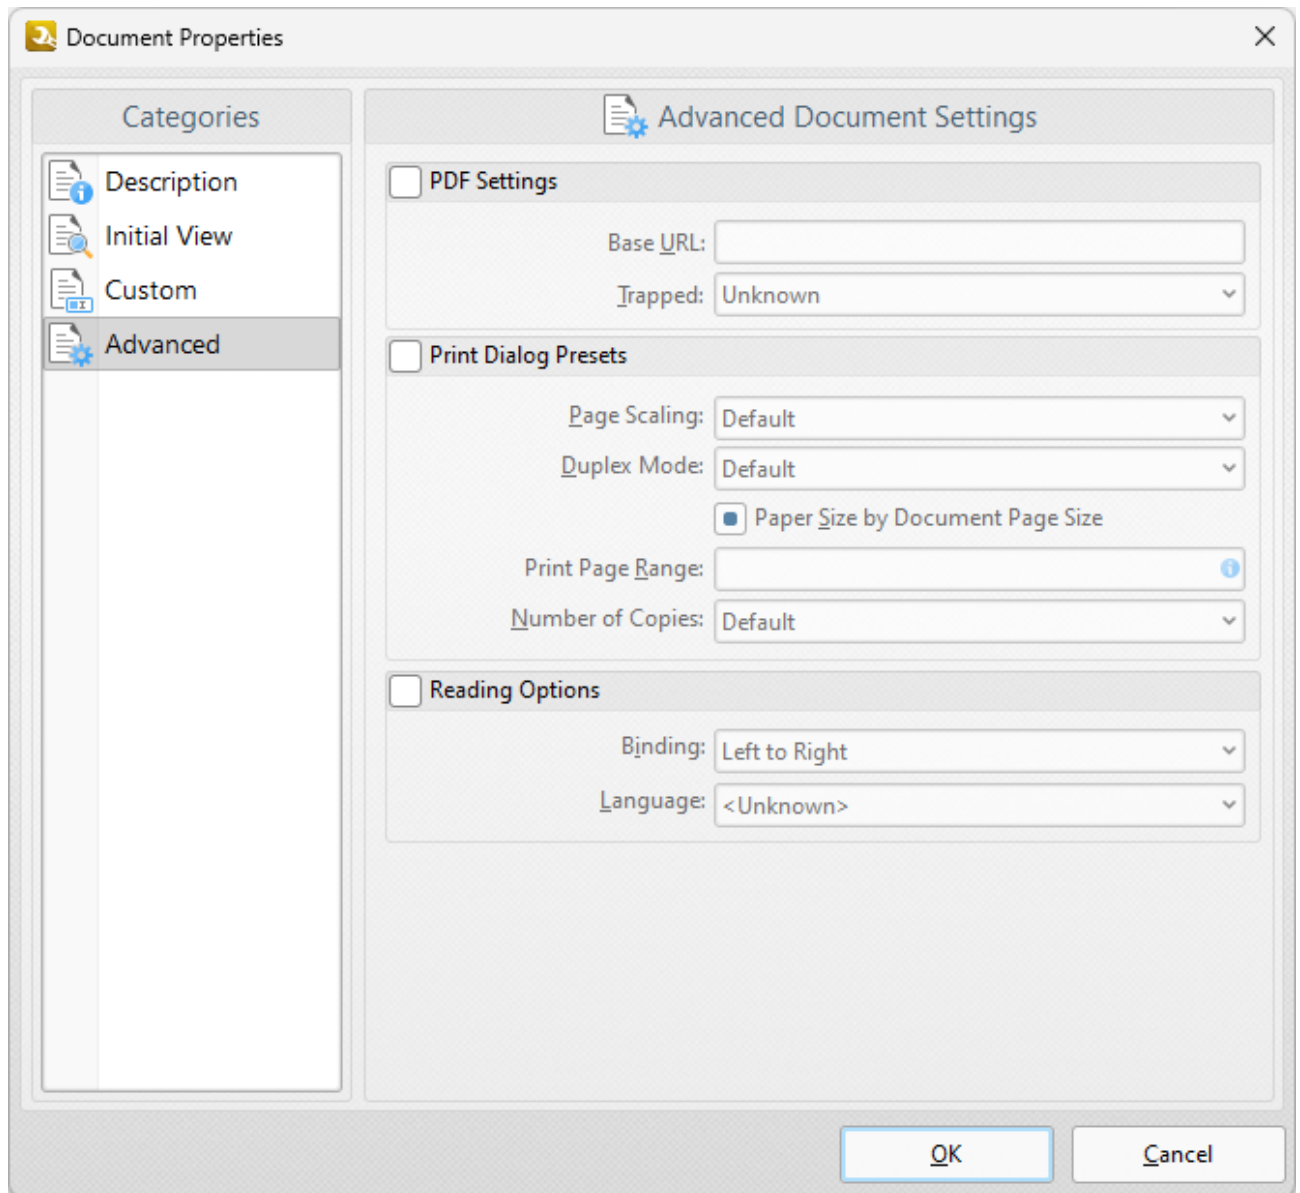 Document Properties
Categories
Description
Initial View
Custom
Advanced
Advanced Document Settings
PDF Settings
Base URL:
Trapped: Unknown
Print Dialog Presets
Page Scaling: Default
Duplex Mode: Default
Paper Size by Document Page Size
Print Page Range:
Number of Copies: Default
Reading Options
Binding: Left to Right
Language: <Unknown>
OK Cancel